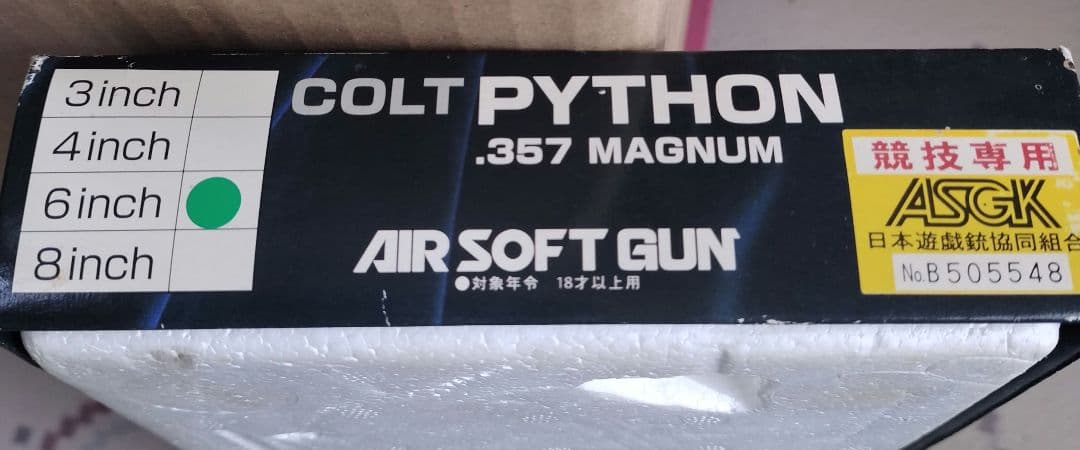 3inch
4inch
6inch
8inch
COLT PYTHON
.357 MAGNUM
AIR SOFT GUN
●対象年令 18才以上用
競技専用
ASGK
日本遊戯銃協同組合
No.B505548